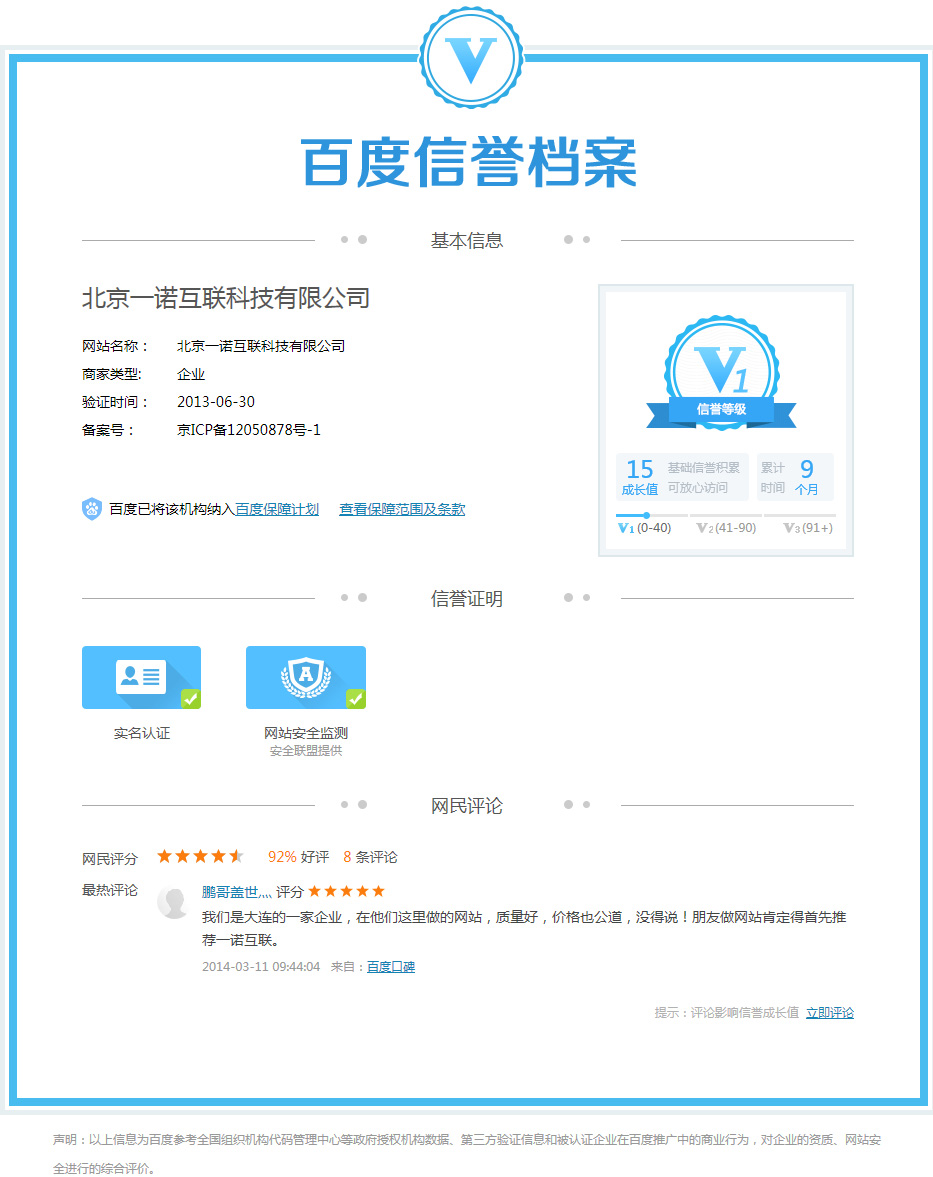 V
百度信誉档案
基本信息
北京一诺互联科技有限公司
网站名称： 北京一诺互联科技有限公司
商家类型: 企业
验证时间： 2013-06-30
备案号： 京ICP备12050878号-1
百度已将该机构纳入百度保障计划 查看保障范围及条款
V1
信誉等级
15 基础信誉积累 累计 9
成长值 可放心访问 时间 个月
V1 (0-40) V2 (41-90) V3 (91+)
信誉证明
A
实名认证 网站安全监测
安全联盟提供
网民评论
网民评分 92% 好评 8 条评论
最热评论 鹏哥盖世灬 评分
我们是大连的一家企业，在他们这里做的网站，质量好，价格也公道，没得说！朋友做网站肯定得首先推
荐一诺互联。
2014-03-11 09:44:04 来自：百度口碑
提示：评论影响信誉成长值 立即评论
声明：以上信息为百度参考全国组织机构代码管理中心等政府授权机构数据、第三方验证信息和被认证企业在百度推广中的商业行为，对企业的资质、网站安
全进行的综合评价。